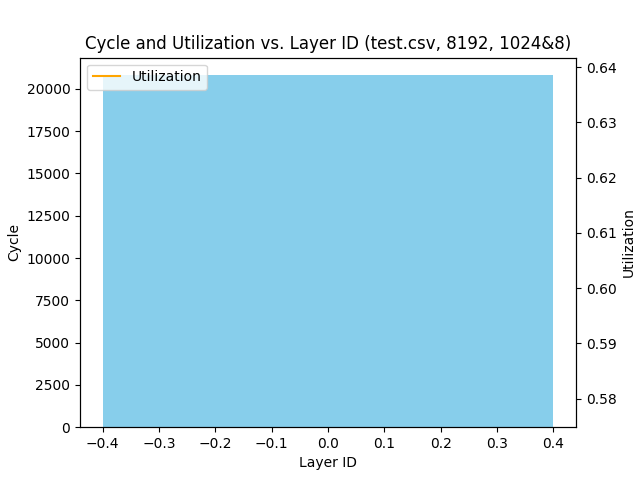 Cycle and Utilization vs. Layer ID (test.csv, 8192, 1024&8)
Utilization
20000
17500
15000
12500
10000
7500
5000
2500
0
Cycle
0.64
0.63
0.62
0.61
0.60
0.59
0.58
Utilization
−0.4 −0.3 −0.2 −0.1 0.0 0.1 0.2 0.3 0.4
Layer ID